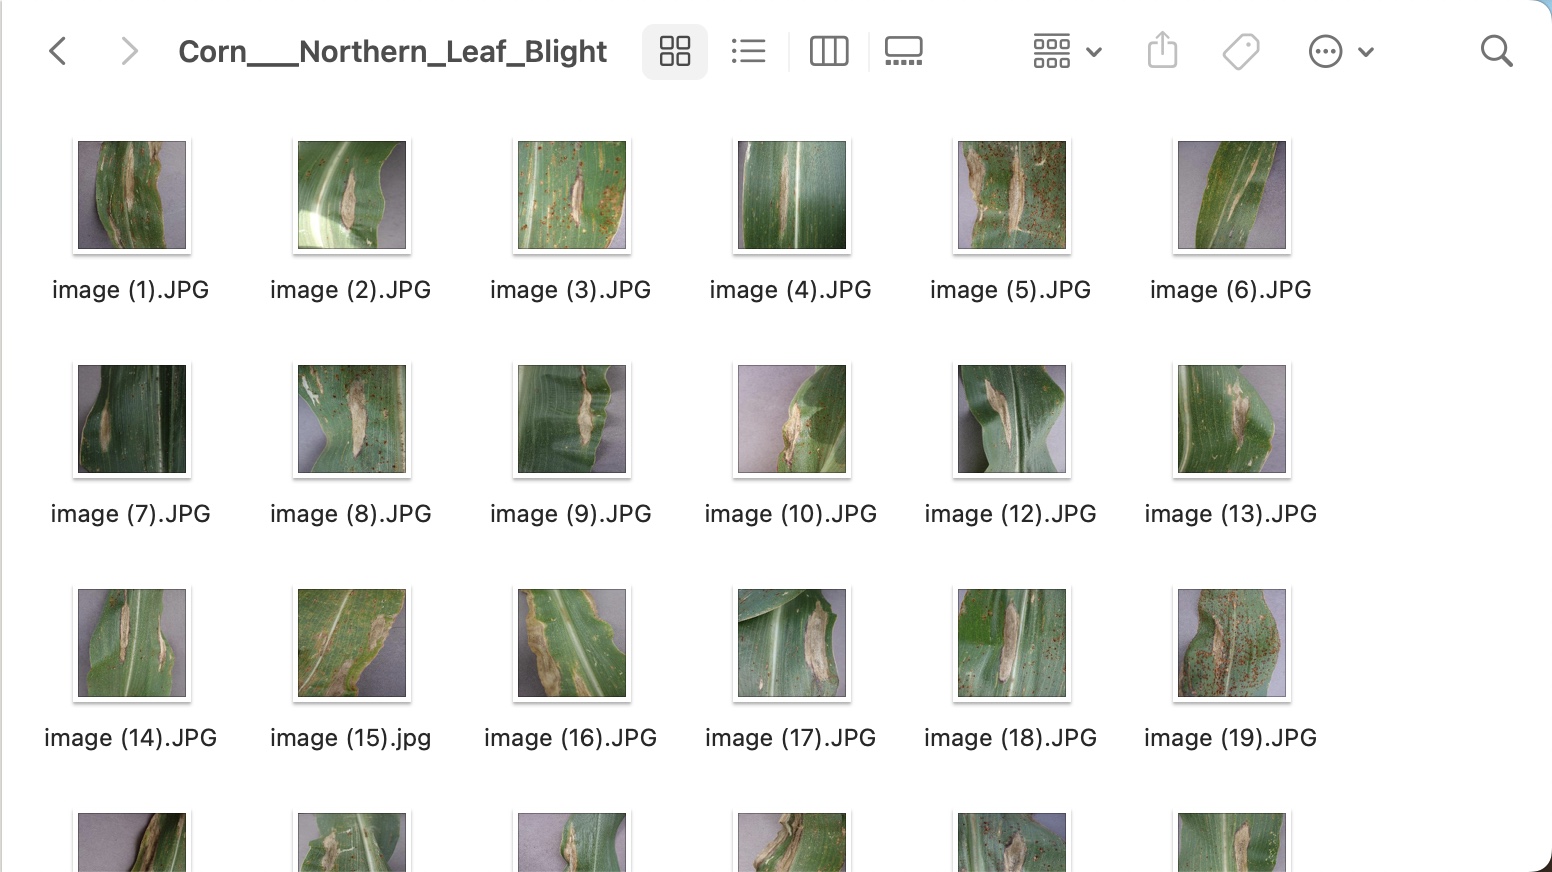 Corn___Northern_Leaf_Blight
image (1).JPG
image (2).JPG
image (3).JPG
image (4).JPG
image (5).JPG
image (6).JPG
image (7).JPG
image (8).JPG
image (9).JPG
image (10).JPG
image (12).JPG
image (13).JPG
image (14).JPG
image (15).jpg
image (16).JPG
image (17).JPG
image (18).JPG
image (19).JPG